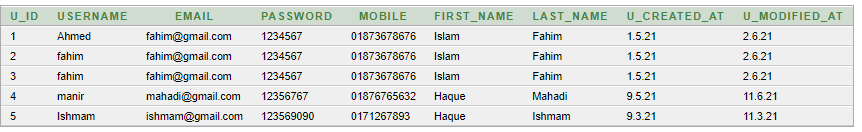 U_ID USERNAME EMAIL PASSWORD MOBILE FIRST_NAME LAST_NAME U_CREATED_AT U_MODIFIED_AT
1 Ahmed fahim@gmail.com 1234567 01873678676 Islam Fahim 1.5.21 2.6.21
2 fahim fahim@gmail.com 1234567 01873678676 Islam Fahim 1.5.21 2.6.21
3 fahim fahim@gmail.com 1234567 01873678676 Islam Fahim 1.5.21 2.6.21
4 manir mahadi@gmail.com 12356767 01876765632 Haque Mahadi 9.5.21 11.6.21
5 Ishmam ishmam@gmail.com 123569090 0171267893 Haque Ishmam 9.3.21 11.3.21